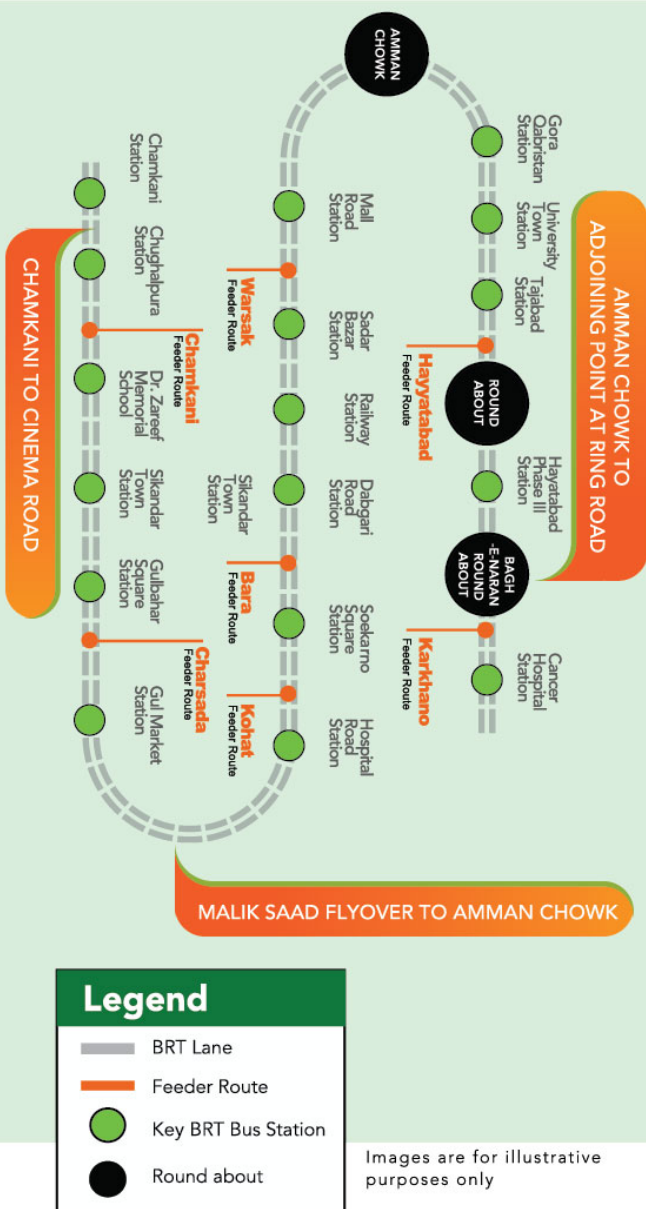 AMMAN
CHOWK
Gora
Qabristan
Station
University
Town
Station
Tajabad
Station
Hayyatabad
Feeder Route
ROUND
ABOUT
Hayatabad
Phase III
Station
BAGH
-E-NARAN
ROUND
ABOUT
Karkhano
Feeder Route
Cancer
Hospital
Station
AMMAN CHOWK TO
ADJOINING POINT AT RING ROAD
Mall
Road
Station
Warsak
Feeder Route
Sadar
Bazar
Station
Railway
Station
Dabgari
Road
Station
Sikandar
Town
Station
Bara
Feeder Route
Soekarno
Square
Station
Kohat
Feeder Route
Hospital
Road
Station
MALIK SAAD FLYOVER TO AMMAN CHOWK
Chamkani
Station
Chughalpura
Station
Chamkani
Feeder Route
Dr. Zareef
Memorial
School
Sikandar
Town
Station
Gulbahar
Square
Station
Charsada
Feeder Route
Gul Market
Station
CHAMKANI TO CINEMA ROAD
Legend
BRT Lane
Feeder Route
Key BRT Bus Station
Round about
Images are for illustrative
purposes only